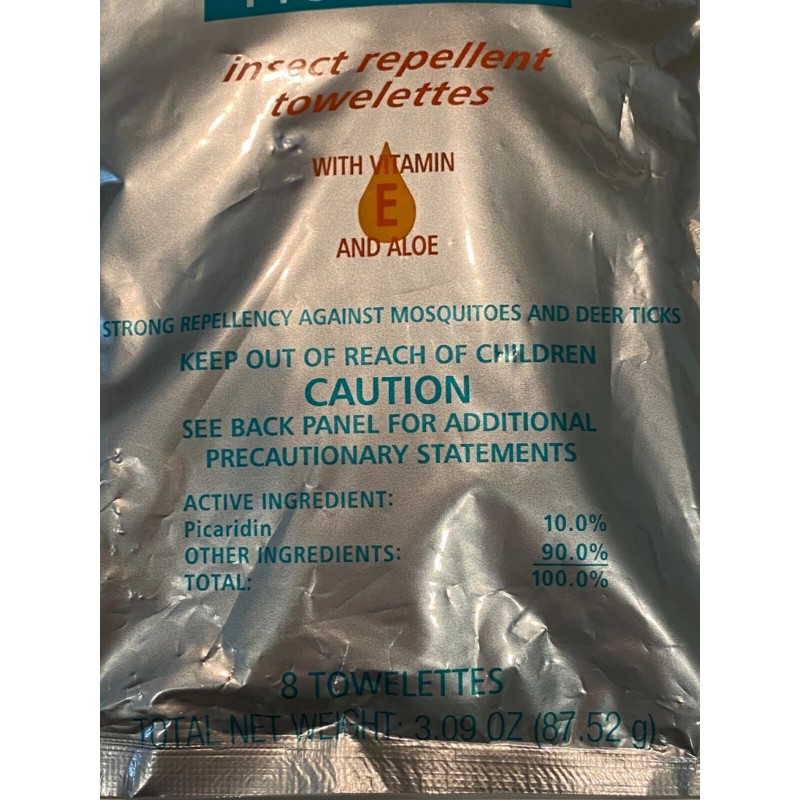 insect repellent
towelettes
WITH VITAMIN
E
AND ALOE
STRONG REPELLENCY AGAINST MOSQUITOES AND DEER TICKS
KEEP OUT OF REACH OF CHILDREN
CAUTION
SEE BACK PANEL FOR ADDITIONAL
PRECAUTIONARY STATEMENTS
ACTIVE INGREDIENT:
Picaridin 10.0%
OTHER INGREDIENTS: 90.0%
TOTAL: 100.0%
8 TOWELETTES
TOTAL NET WEIGHT: 3.09 OZ (87.52 g)